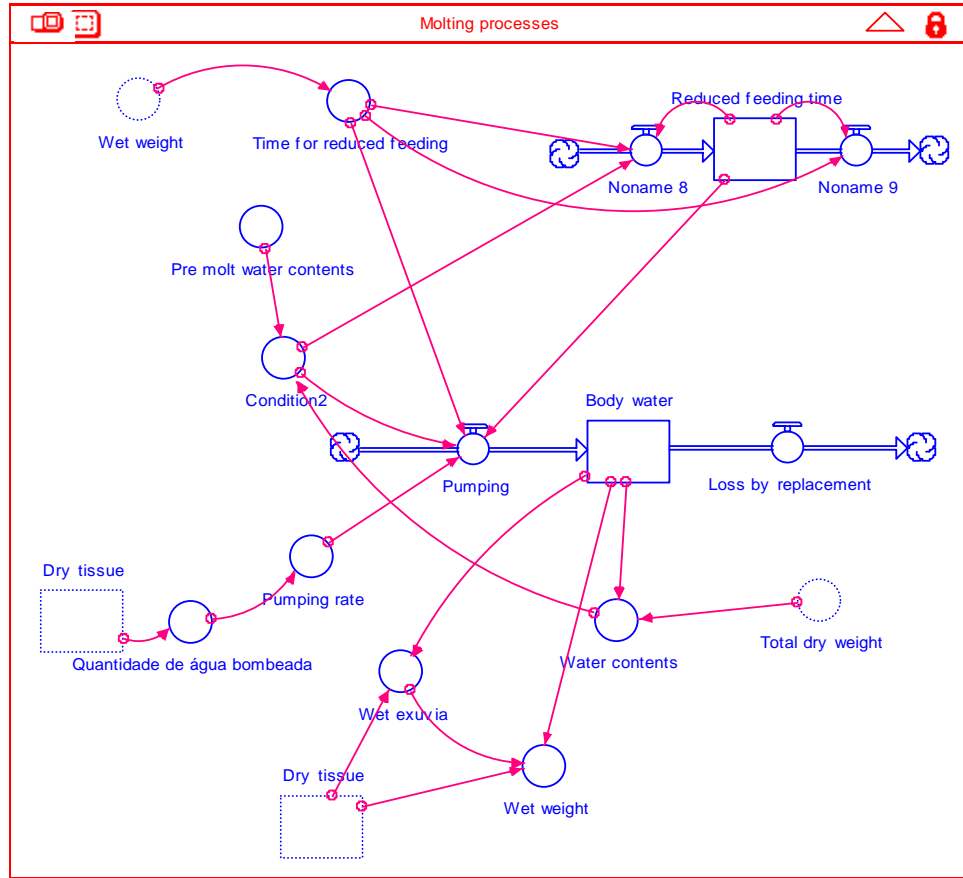 Molting processes
Reduced feeding time
Wet weight
Time for reduced feeding
Noname 8
Noname 9
Pre molt water contents
Condition2
Body water
Pumping
Loss by replacement
Dry tissue
Pumping rate
Quantidade de água bombeada
Water contents
Total dry weight
Wet exuvia
Dry tissue
Wet weight